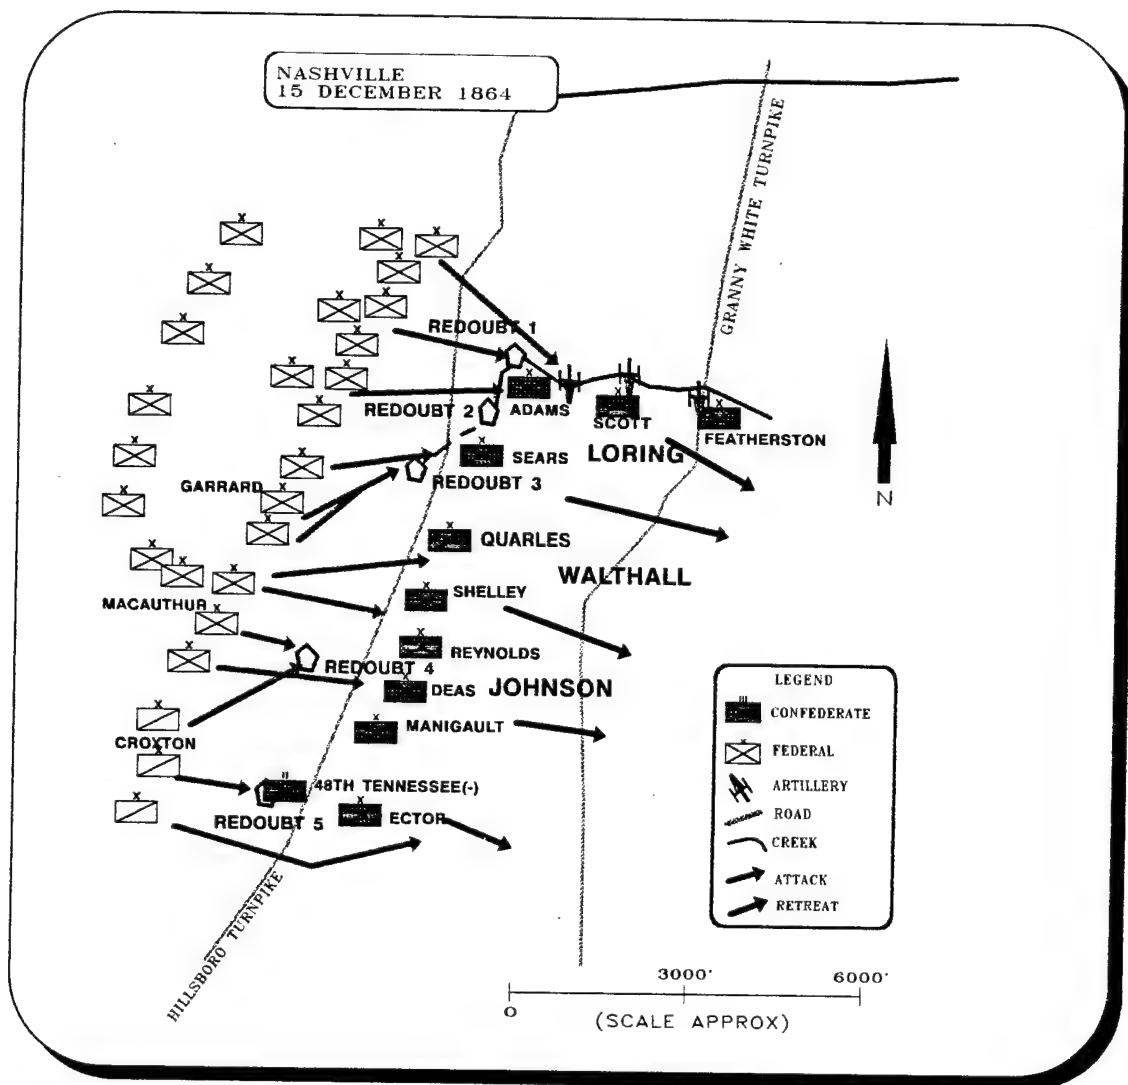 NASHVILLE
15 DECEMBER 1864
GRANNY WHITE TURNPIKE
REDOUBT 1
REDOUBT 2
ADAMS
SCOTT
FEATHERSTON
SEARS
LORING
GARRARD
REDOUBT 3
N
QUARLES
WALTHALL
SHELLEY
MACAUTHUR
REYNOLDS
REDOUBT 4
DEAS
JOHNSON
MANIGAULT
CROXTON
48TH TENNESSEE(-)
REDOUBT 5
ECTOR
HILLSBORO TURNPIKE
LEGEND
CONFEDERATE
FEDERAL
ARTILLERY
ROAD
CREEK
ATTACK
RETREAT
3000'
6000'
0
(SCALE APPROX)